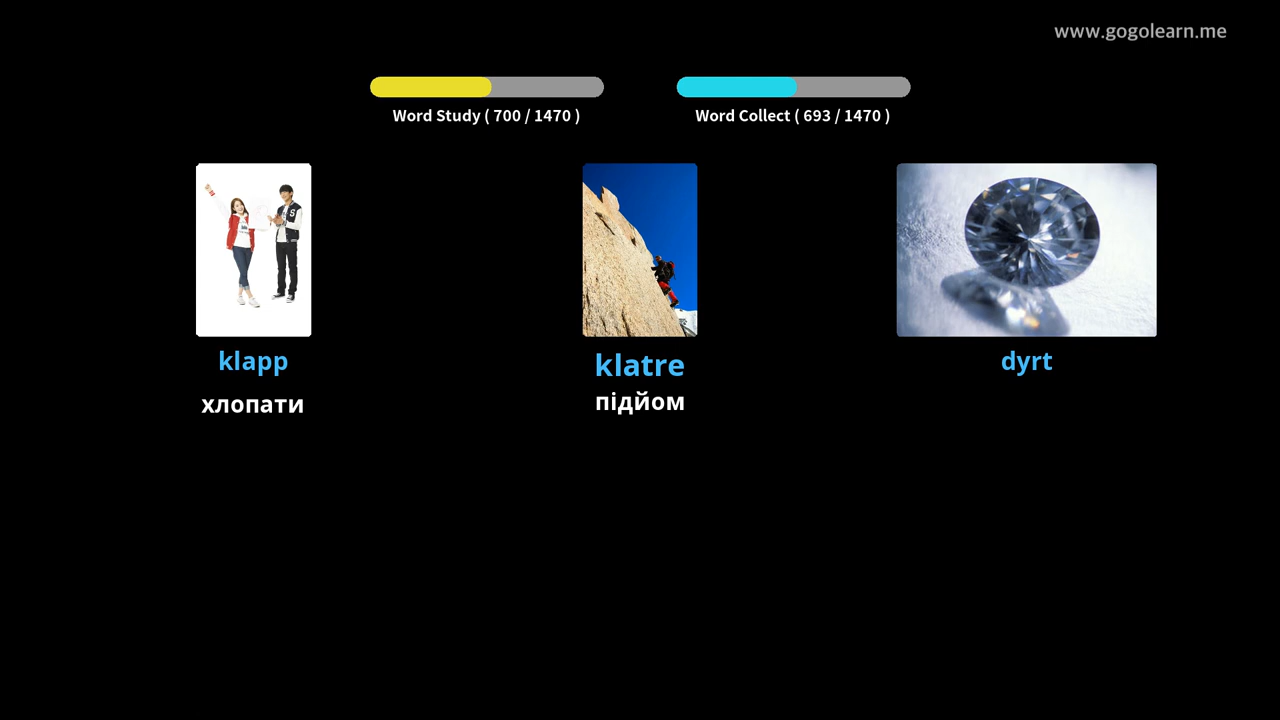 www.gogolearn.me
Word Study ( 700 / 1470 )
Word Collect ( 693 / 1470 )
klapp
klatre
dyrt
хлопати
підйом